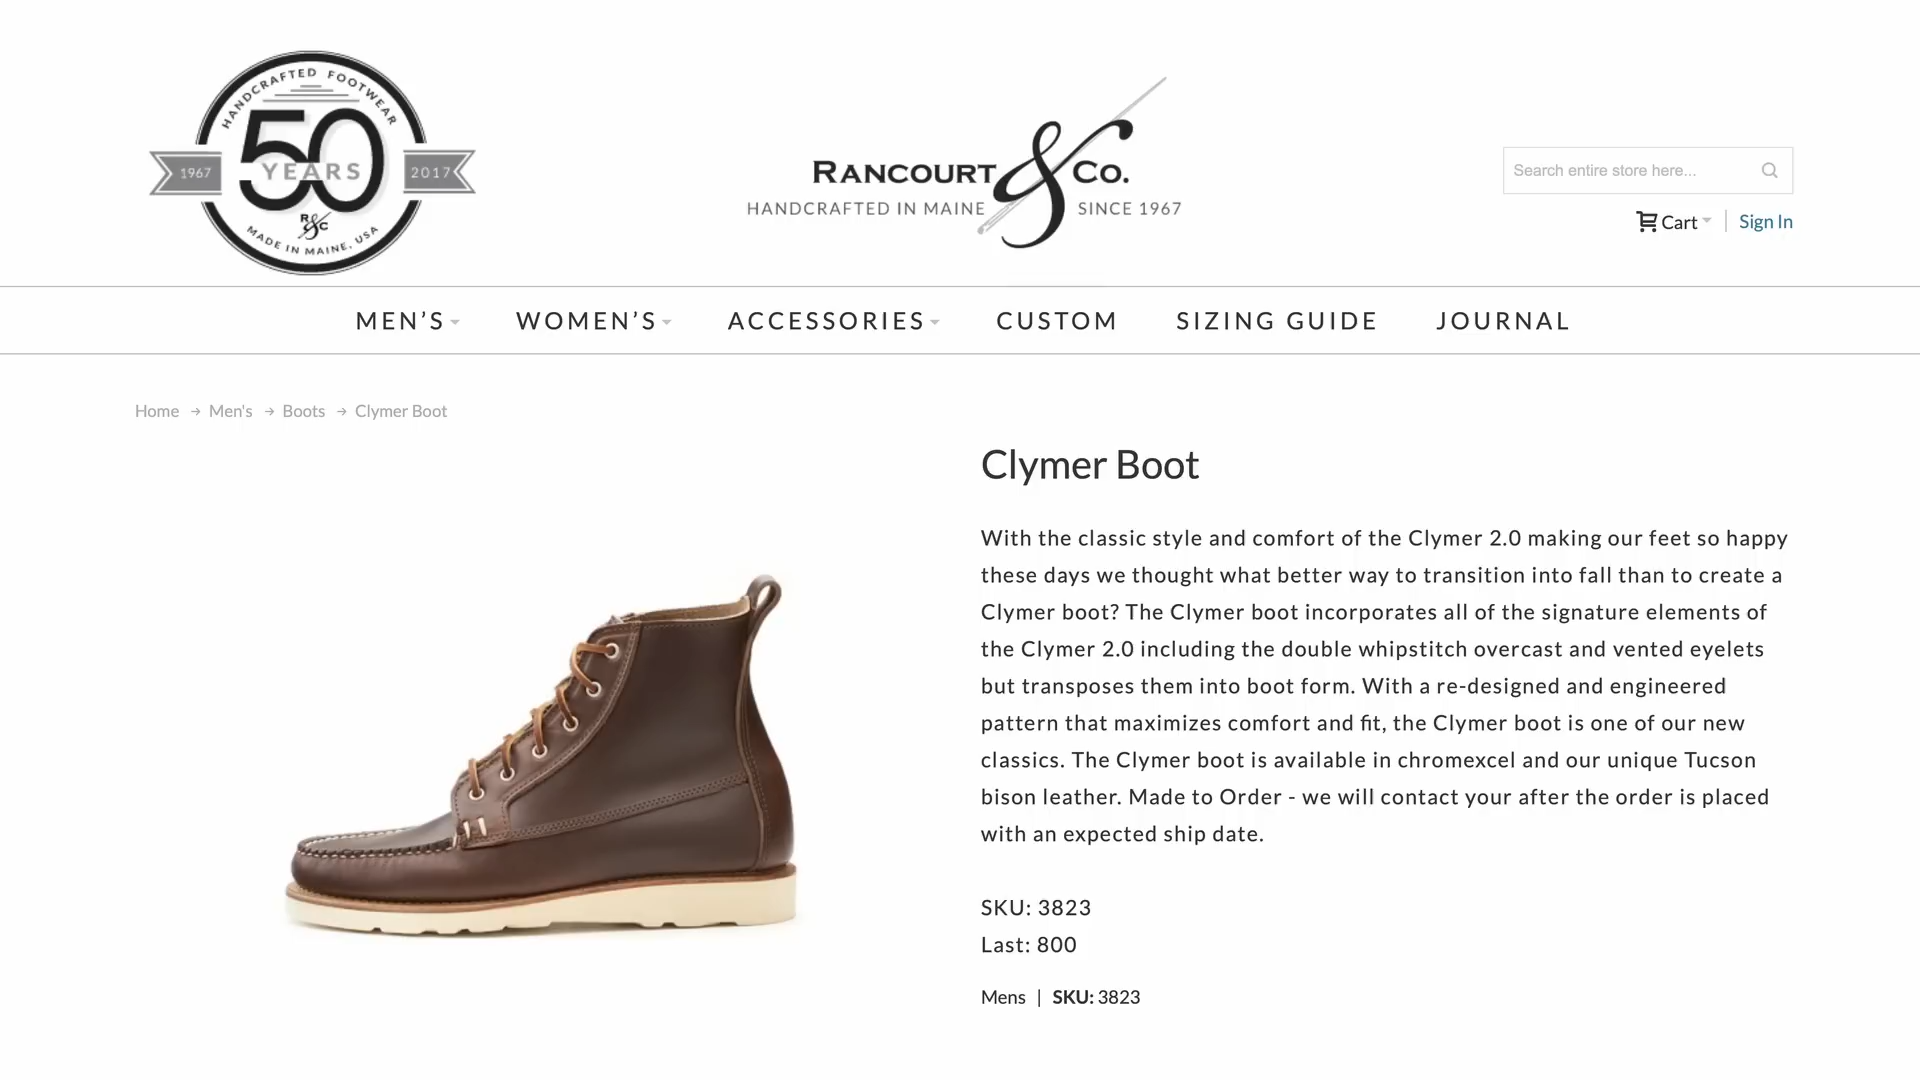 HANDCRAFTED FOOTWEAR
50
YEARS
1967
2017
R&C
MADE IN MAINE, USA
RANCOURT & CO.
HANDCRAFTED IN MAINE SINCE 1967
Search entire store here...
Cart
Sign In
MEN’S
WOMEN’S
ACCESSORIES
CUSTOM
SIZING GUIDE
JOURNAL
Home → Men's → Boots → Clymer Boot
Clymer Boot
With the classic style and comfort of the Clymer 2.0 making our feet so happy
these days we thought what better way to transition into fall than to create a
Clymer boot? The Clymer boot incorporates all of the signature elements of
the Clymer 2.0 including the double whipstitch overcast and vented eyelets
but transposes them into boot form. With a re-designed and engineered
pattern that maximizes comfort and fit, the Clymer boot is one of our new
classics. The Clymer boot is available in chromexcel and our unique Tucson
bison leather. Made to Order - we will contact your after the order is placed
with an expected ship date.
SKU: 3823
Last: 800
Mens | SKU: 3823